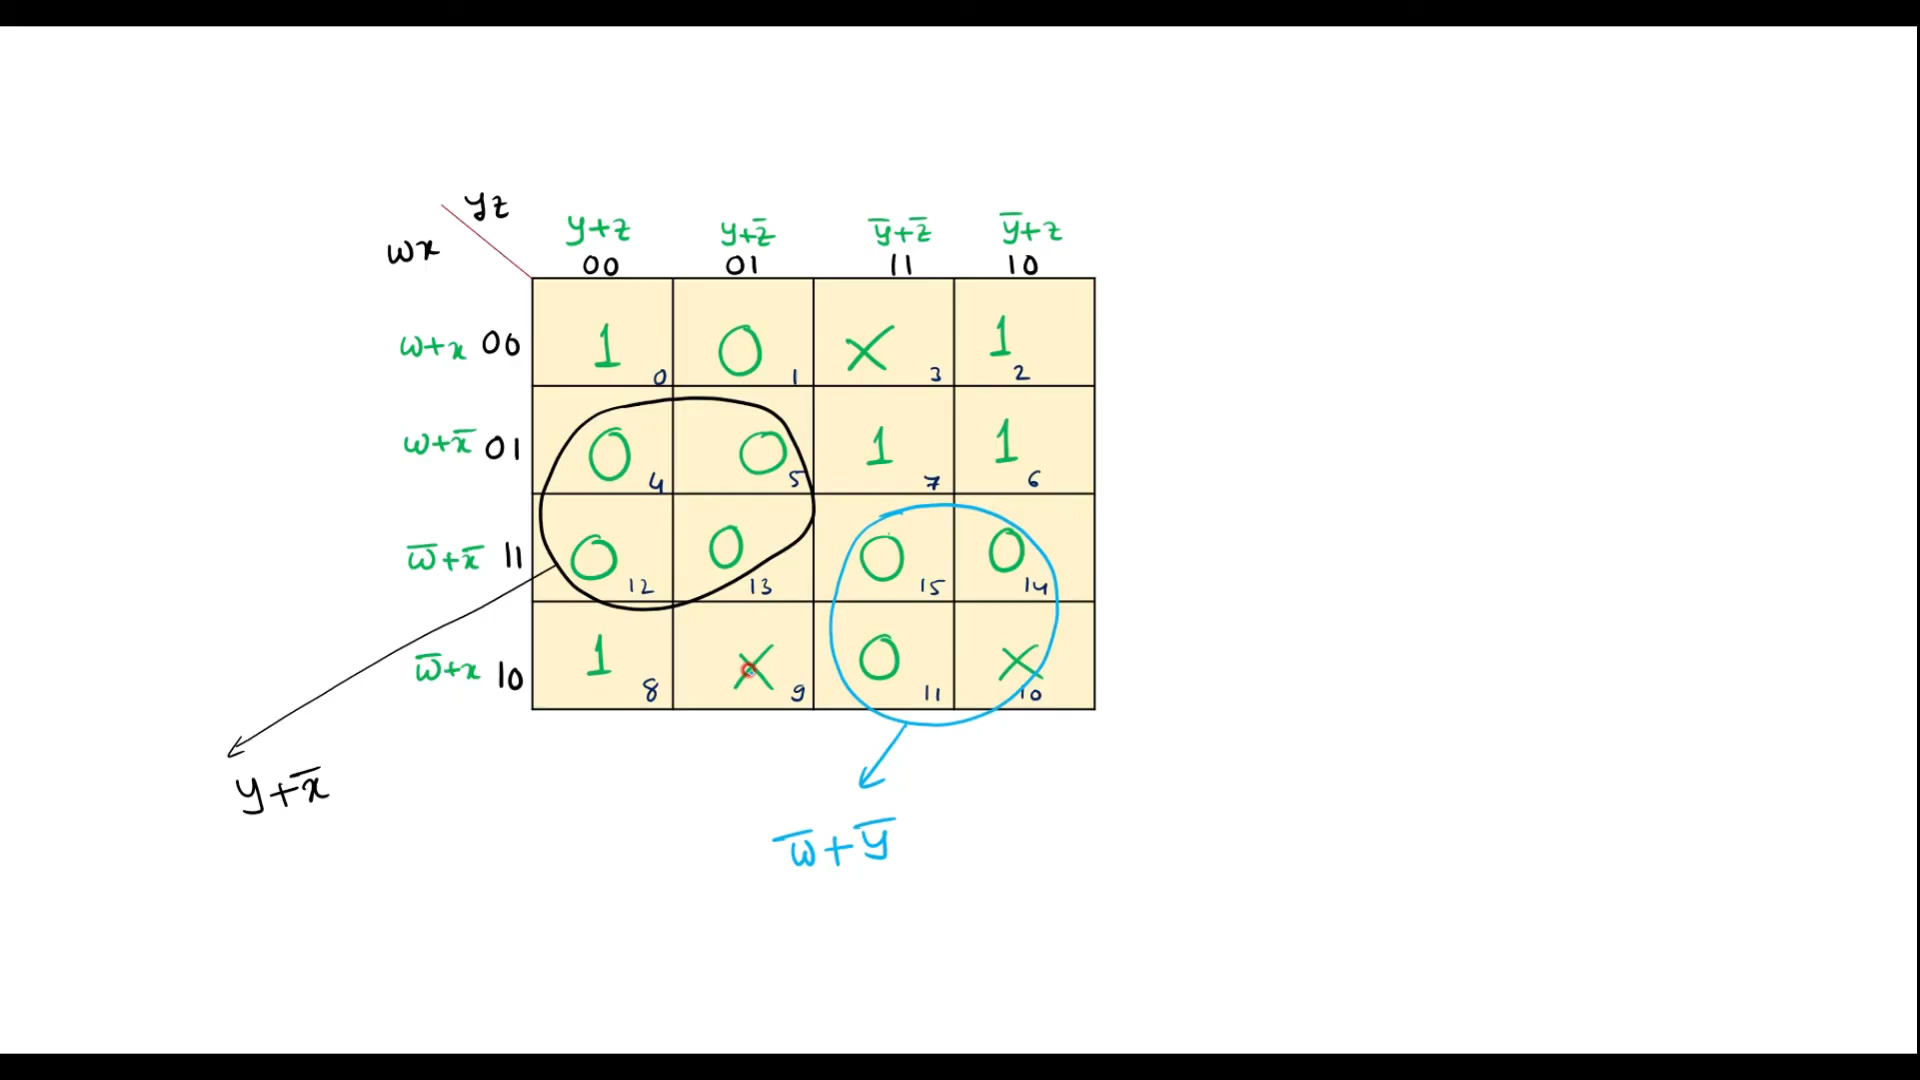 yz
wx
y+z y+z̅ y̅+z̅ y̅+z
00 01 11 10
w+x 00 1 0 0 1 X 3 1 2
w+x̅ 01 0 4 0 5 1 7 1 6
w̅+x̅ 11 0 12 0 13 0 15 0 14
w̅+x 10 1 8 X 9 0 11 X 10
y+x̅
w̅+y̅